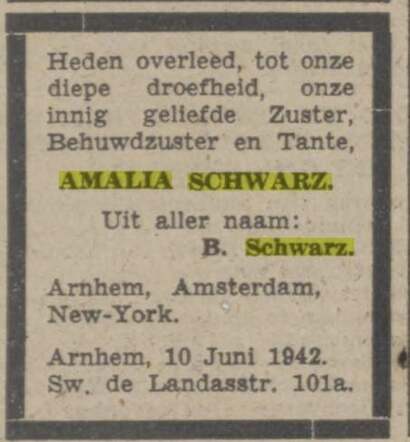 Heden overleed, tot onze
diepe droefheid, onze
innig geliefde Zuster,
Behuwdzuster en Tante,
AMALIA SCHWARZ.
Uit aller naam:
B. Schwarz.
Arnhem, Amsterdam,
New-York.
Arnhem, 10 Juni 1942.
Sw. de Landasstr. 101a.